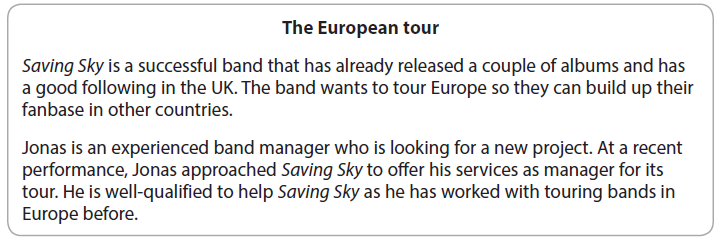 The European tour
Saving Sky is a successful band that has already released a couple of albums and has
a good following in the UK. The band wants to tour Europe so they can build up their
fanbase in other countries.
Jonas is an experienced band manager who is looking for a new project. At a recent
performance, Jonas approached Saving Sky to offer his services as manager for its
tour. He is well-qualified to help Saving Sky as he has worked with touring bands in
Europe before.